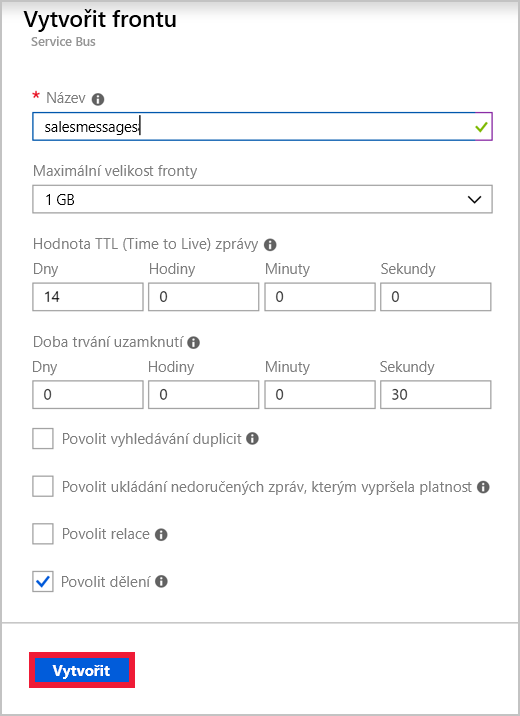 Vytvořit frontu
Service Bus
* Název
salesmessages
Maximální velikost fronty
1 GB
Hodnota TTL (Time to Live) zprávy
Dny Hodiny Minuty Sekundy
14 0 0 0
Doba trvání uzamknutí
Dny Hodiny Minuty Sekundy
0 0 0 30
Povolit vyhledávání duplicit
Povolit ukládání nedoručených zpráv, kterým vypršela platnost
Povolit relace
Povolit dělení
Vytvořit